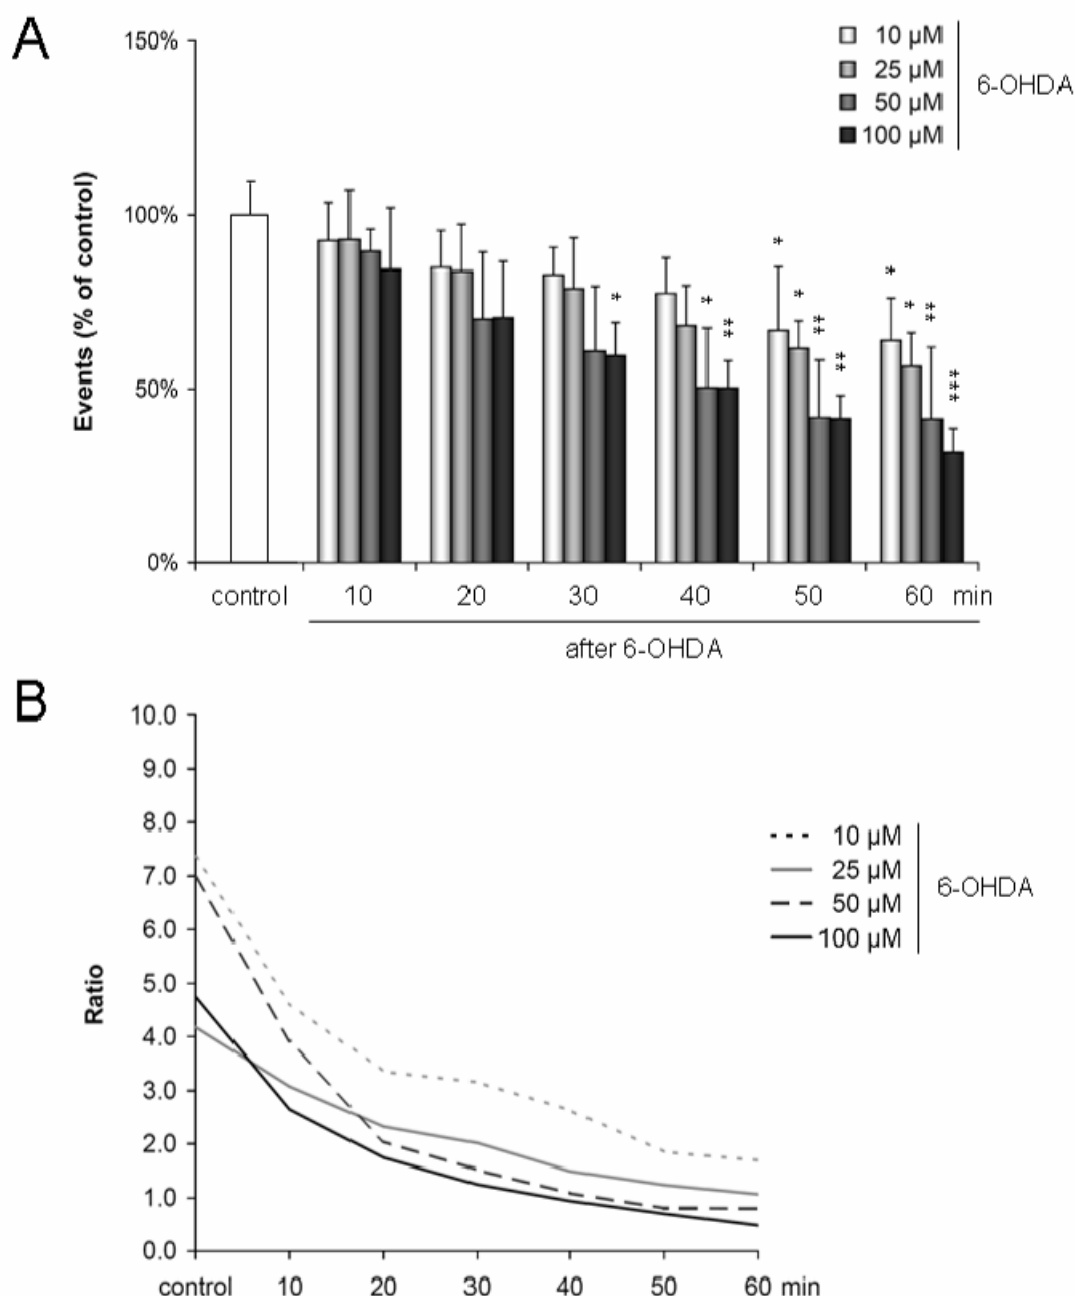 A
150%
100%
50%
0%
Events (% of control)
10 µM
25 µM
50 µM
100 µM
6-OHDA
*
*
**
*
*
**
**
*
*
**
***
control 10 20 30 40 50 60 min
after 6-OHDA
B
10.0
9.0
8.0
7.0
6.0
5.0
4.0
3.0
2.0
1.0
0.0
Ratio
10 µM
25 µM
50 µM
100 µM
6-OHDA
control 10 20 30 40 50 60 min